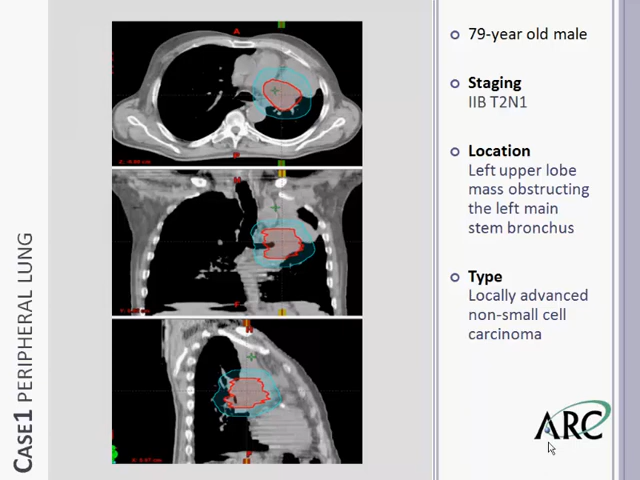 CASE1 PERIPHERAL LUNG
79-year old male
Staging
IIB T2N1
Location
Left upper lobe
mass obstructing
the left main
stem bronchus
Type
Locally advanced
non-small cell
carcinoma
ARC